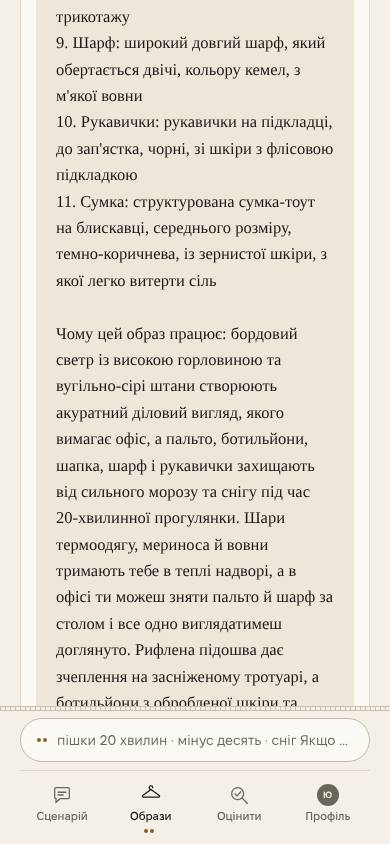 трикотажу
9. Шарф: широкий довгий шарф, який
обертається двічі, кольору кемел, з
м'якої вовни
10. Рукавички: рукавички на підкладці,
до зап'ястка, чорні, зі шкіри з флісовою
підкладкою
11. Сумка: структурована сумка-тоут
на блискавці, середнього розміру,
темно-коричнева, із зернистої шкіри, з
якої легко витерти сіль
Чому цей образ працює: бордовий
светр із високою горловиною та
вугільно-сірі штани створюють
акуратний діловий вигляд, якого
вимагає офіс, а пальто, ботильйони,
шапка, шарф і рукавички захищають
від сильного морозу та снігу під час
20-хвилинної прогулянки. Шари
термоодягу, мериноса й вовни
тримають тебе в теплі надворі, а в
офісі ти можеш зняти пальто й шарф за
столом і все одно виглядатимеш
доглянуто. Рифлена підошва дає
зчеплення на засніженому тротуарі, а
ботильйони з обробленої шкіри та
пішки 20 хвилин · мінус десять · сніг Якщо ...
Ю
Сценарій Образи Оцінити Профіль